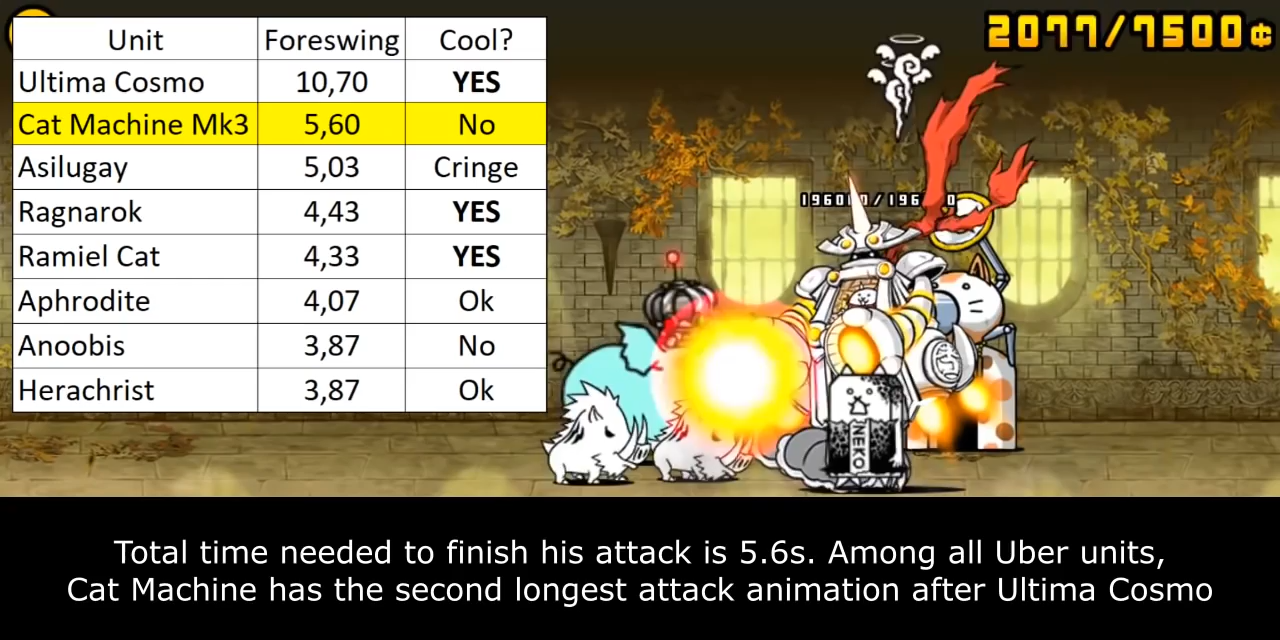 Unit Foreswing Cool?
Ultima Cosmo 10,70 YES
Cat Machine Mk3 5,60 No
Asilugay 5,03 Cringe
Ragnarok 4,43 YES
Ramiel Cat 4,33 YES
Aphrodite 4,07 Ok
Anoobis 3,87 No
Herachrist 3,87 Ok
2077/7500¢
NEKO
Total time needed to finish his attack is 5.6s. Among all Uber units,
Cat Machine has the second longest attack animation after Ultima Cosmo